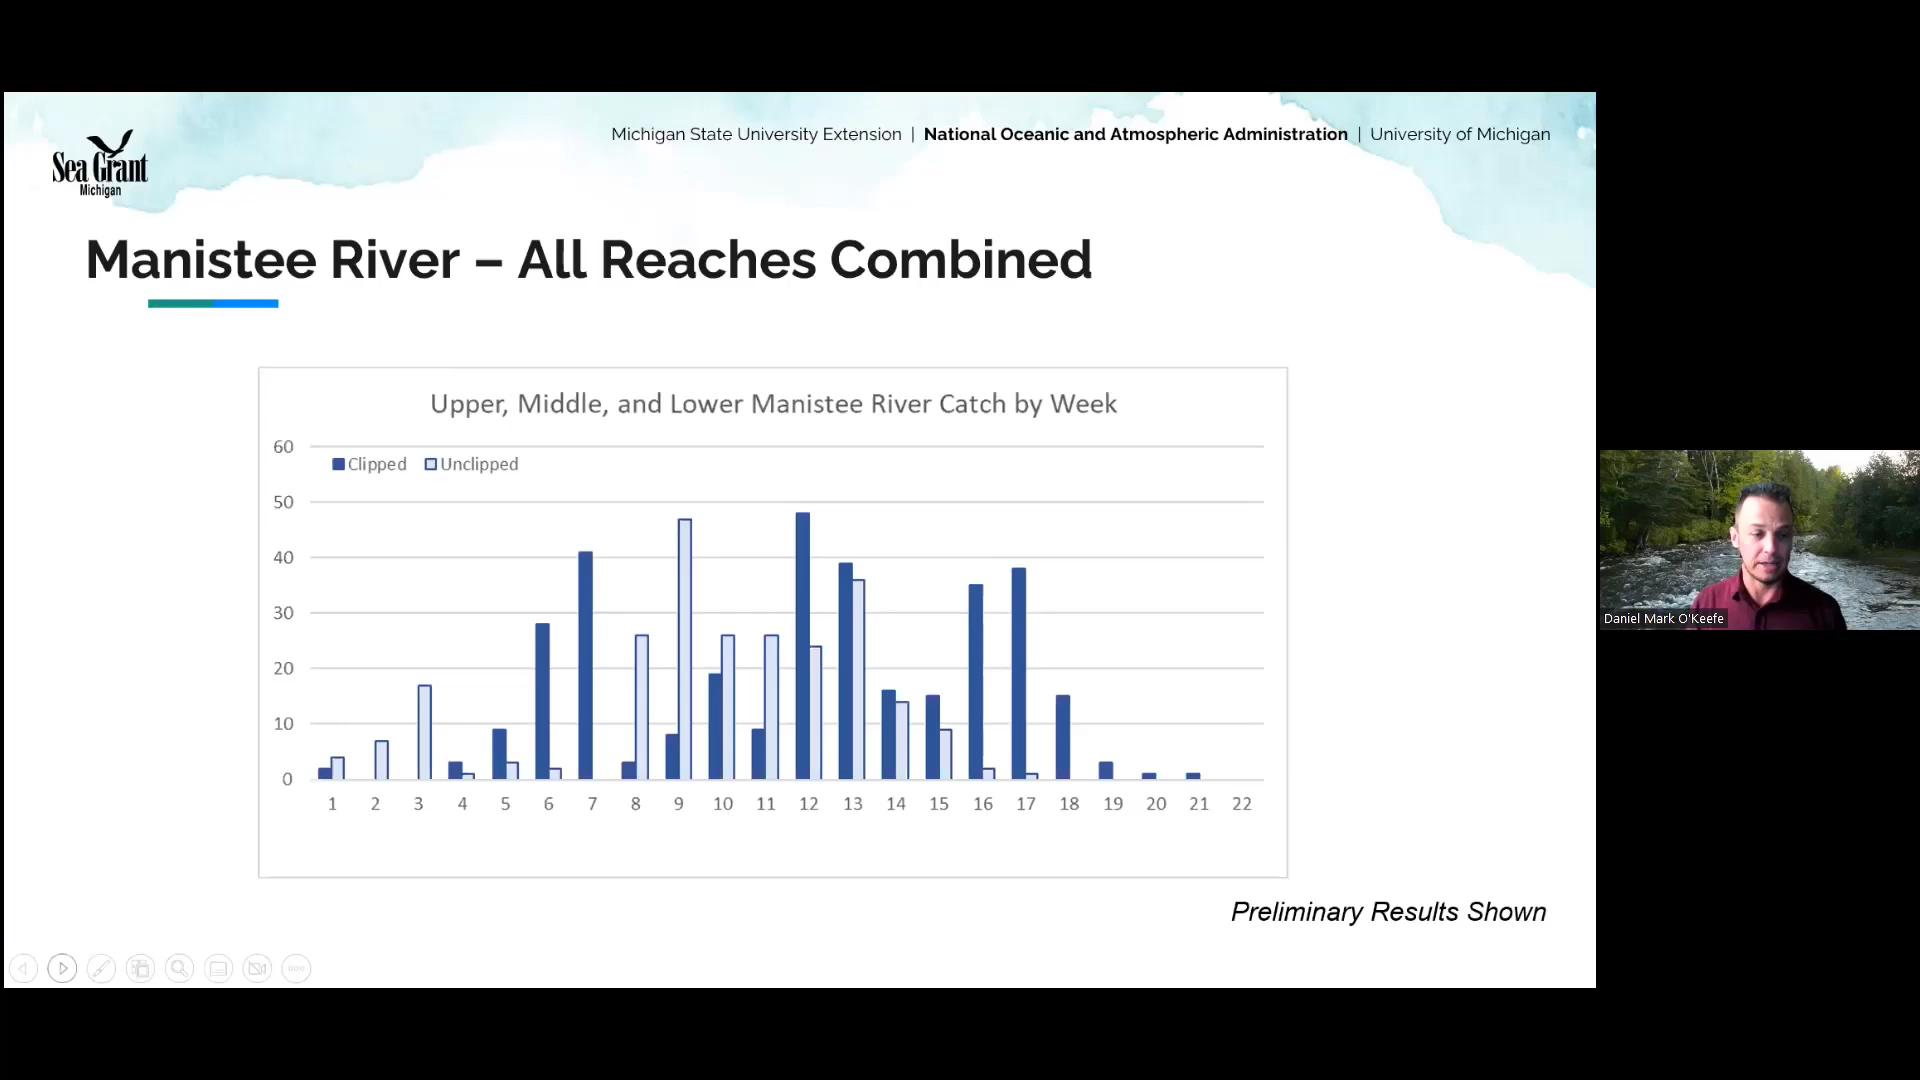 Sea Grant
Michigan
Michigan State University Extension | National Oceanic and Atmospheric Administration | University of Michigan
Manistee River – All Reaches Combined
Upper, Middle, and Lower Manistee River Catch by Week
60
Clipped Unclipped
50
40
30
20
10
0
1 2 3 4 5 6 7 8 9 10 11 12 13 14 15 16 17 18 19 20 21 22
Preliminary Results Shown
Daniel Mark O'Keefe